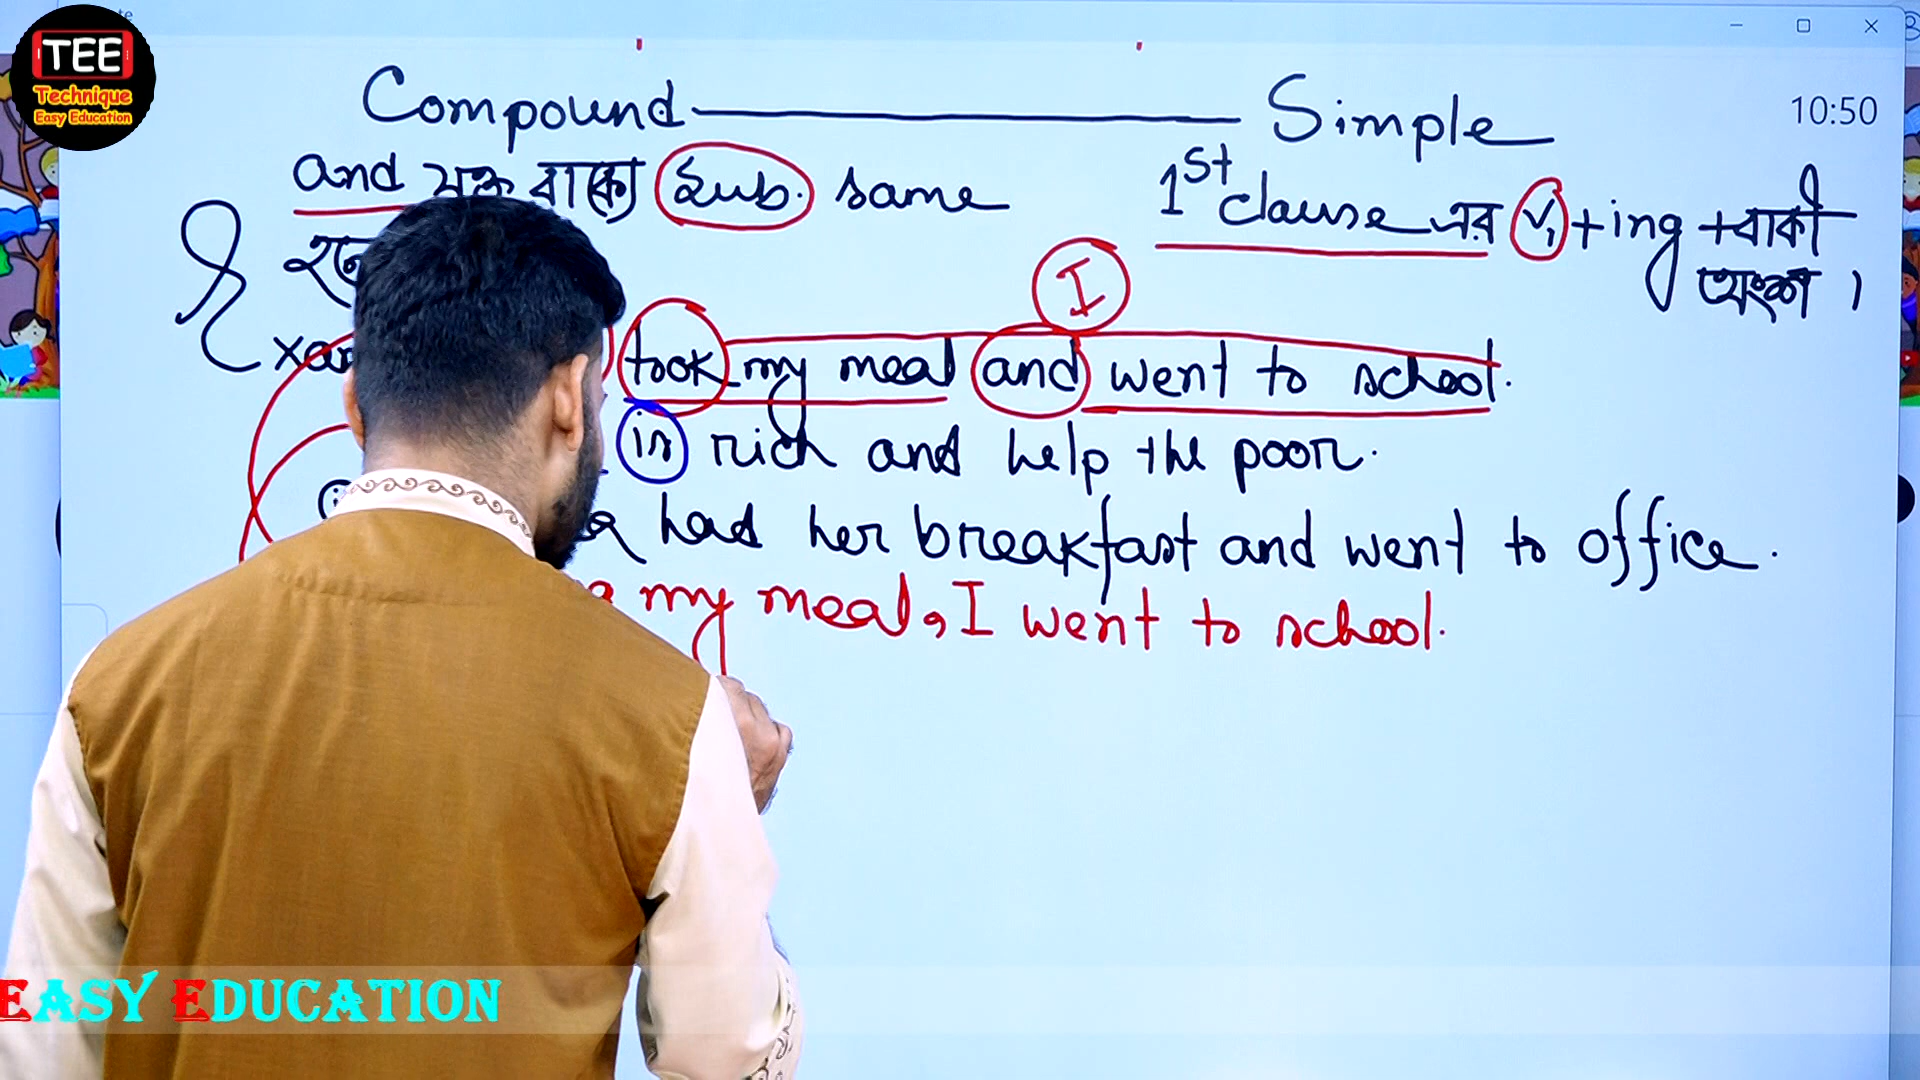 TEE
Technique
Easy Education
Compound Simple
10:50
and যুক্ত বাক্যে Sub. same
1st clause এর V1 + ing + বাকী
অংশ ।
I
took my meal and went to school.
is rich and help the poor.
had her breakfast and went to office.
my meal, I went to school.
EASY EDUCATION